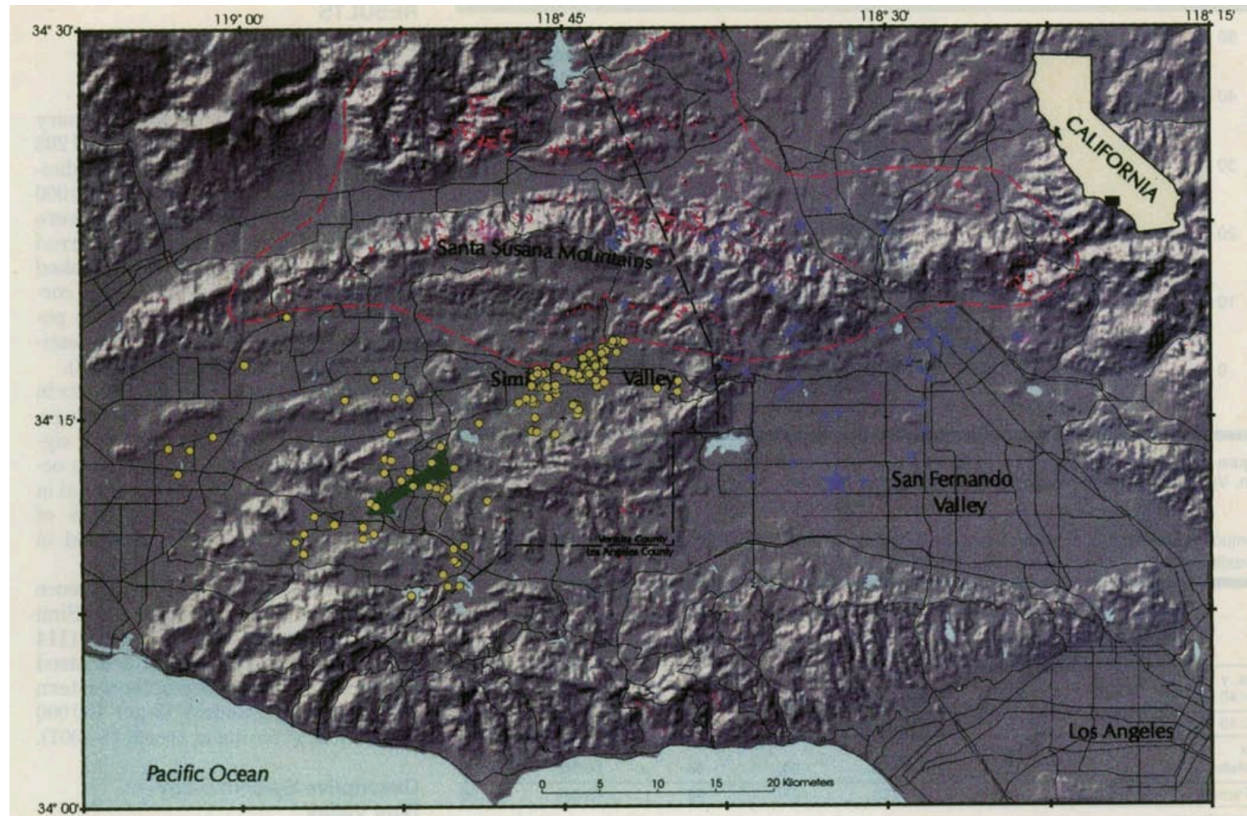 RESULTS
119° 00'
118° 45'
118° 30'
118° 15'
34° 30'
CALIFORNIA
Santa Susana Mountains
Simi Valley
34° 15'
San Fernando
Valley
Ventura County
Los Angeles County
Los Angeles
Pacific Ocean
0 5 10 15 20 Kilometers
34° 00'